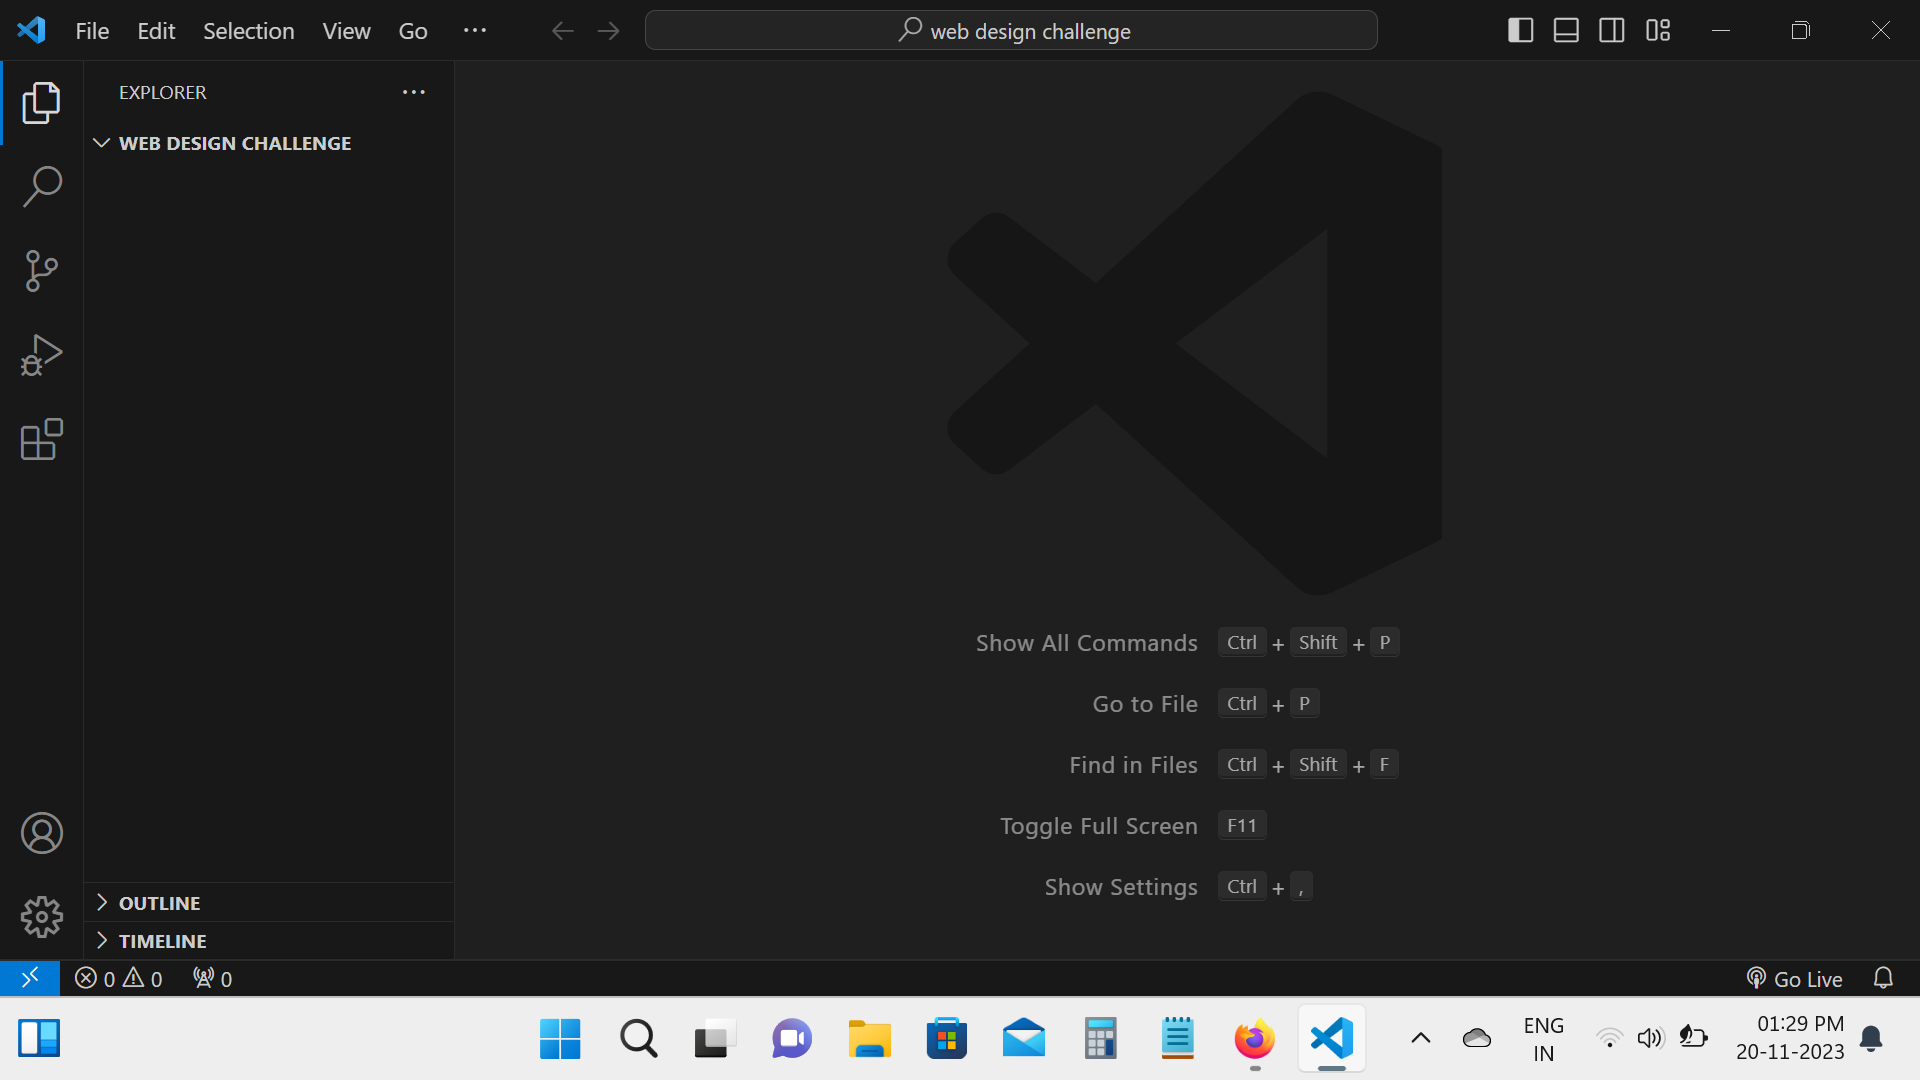 File Edit Selection View Go ...
web design challenge
EXPLORER ...
WEB DESIGN CHALLENGE
Show All Commands Ctrl + Shift + P
Go to File Ctrl + P
Find in Files Ctrl + Shift + F
Toggle Full Screen F11
Show Settings Ctrl + ,
OUTLINE
TIMELINE
0 0 0 Go Live
ENG
IN
01:29 PM
20-11-2023